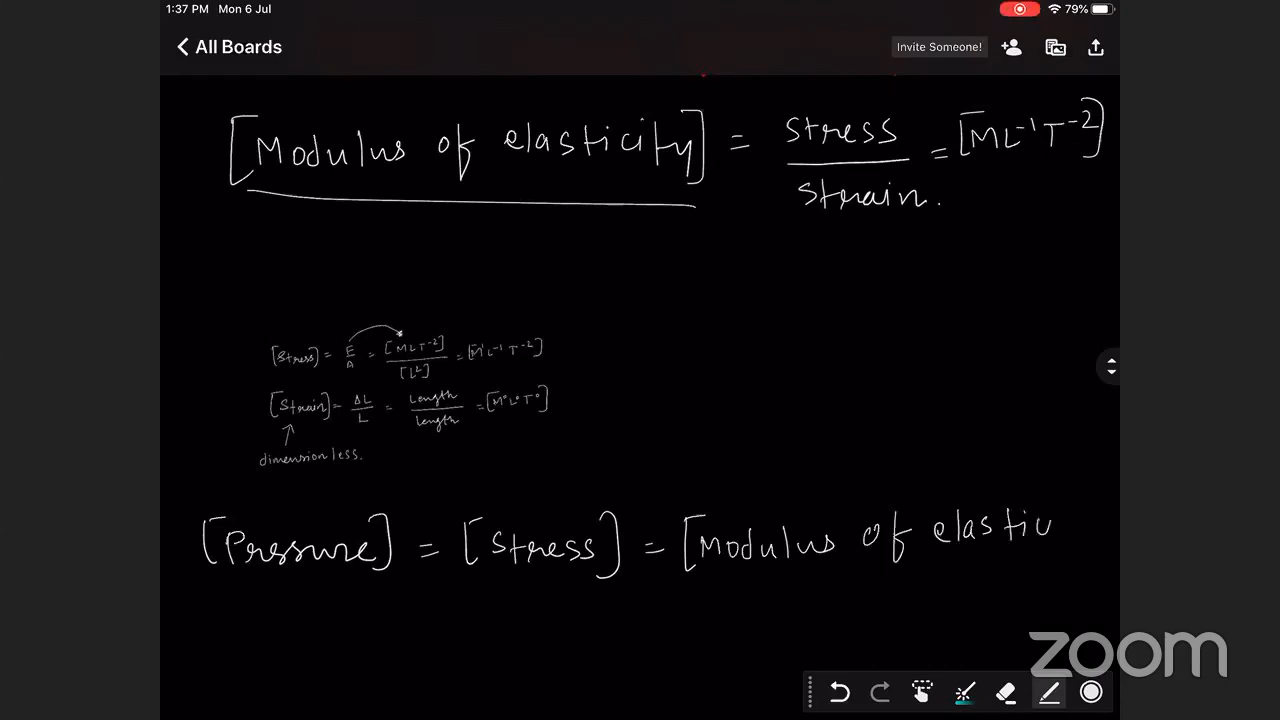 1:37 PM Mon 6 Jul 79%
All Boards Invite Someone!
[Modulus of elasticity] = Stress / Strain. = [ML⁻¹T⁻²]
[Stress] = F/A = [MLT⁻²]/[L²] = [M¹L⁻¹T⁻²]
[Strain] = ΔL/L = Length/length = [M⁰L⁰T⁰]
dimension less.
[Pressure] = [Stress] = [Modulus of elastic
zoom